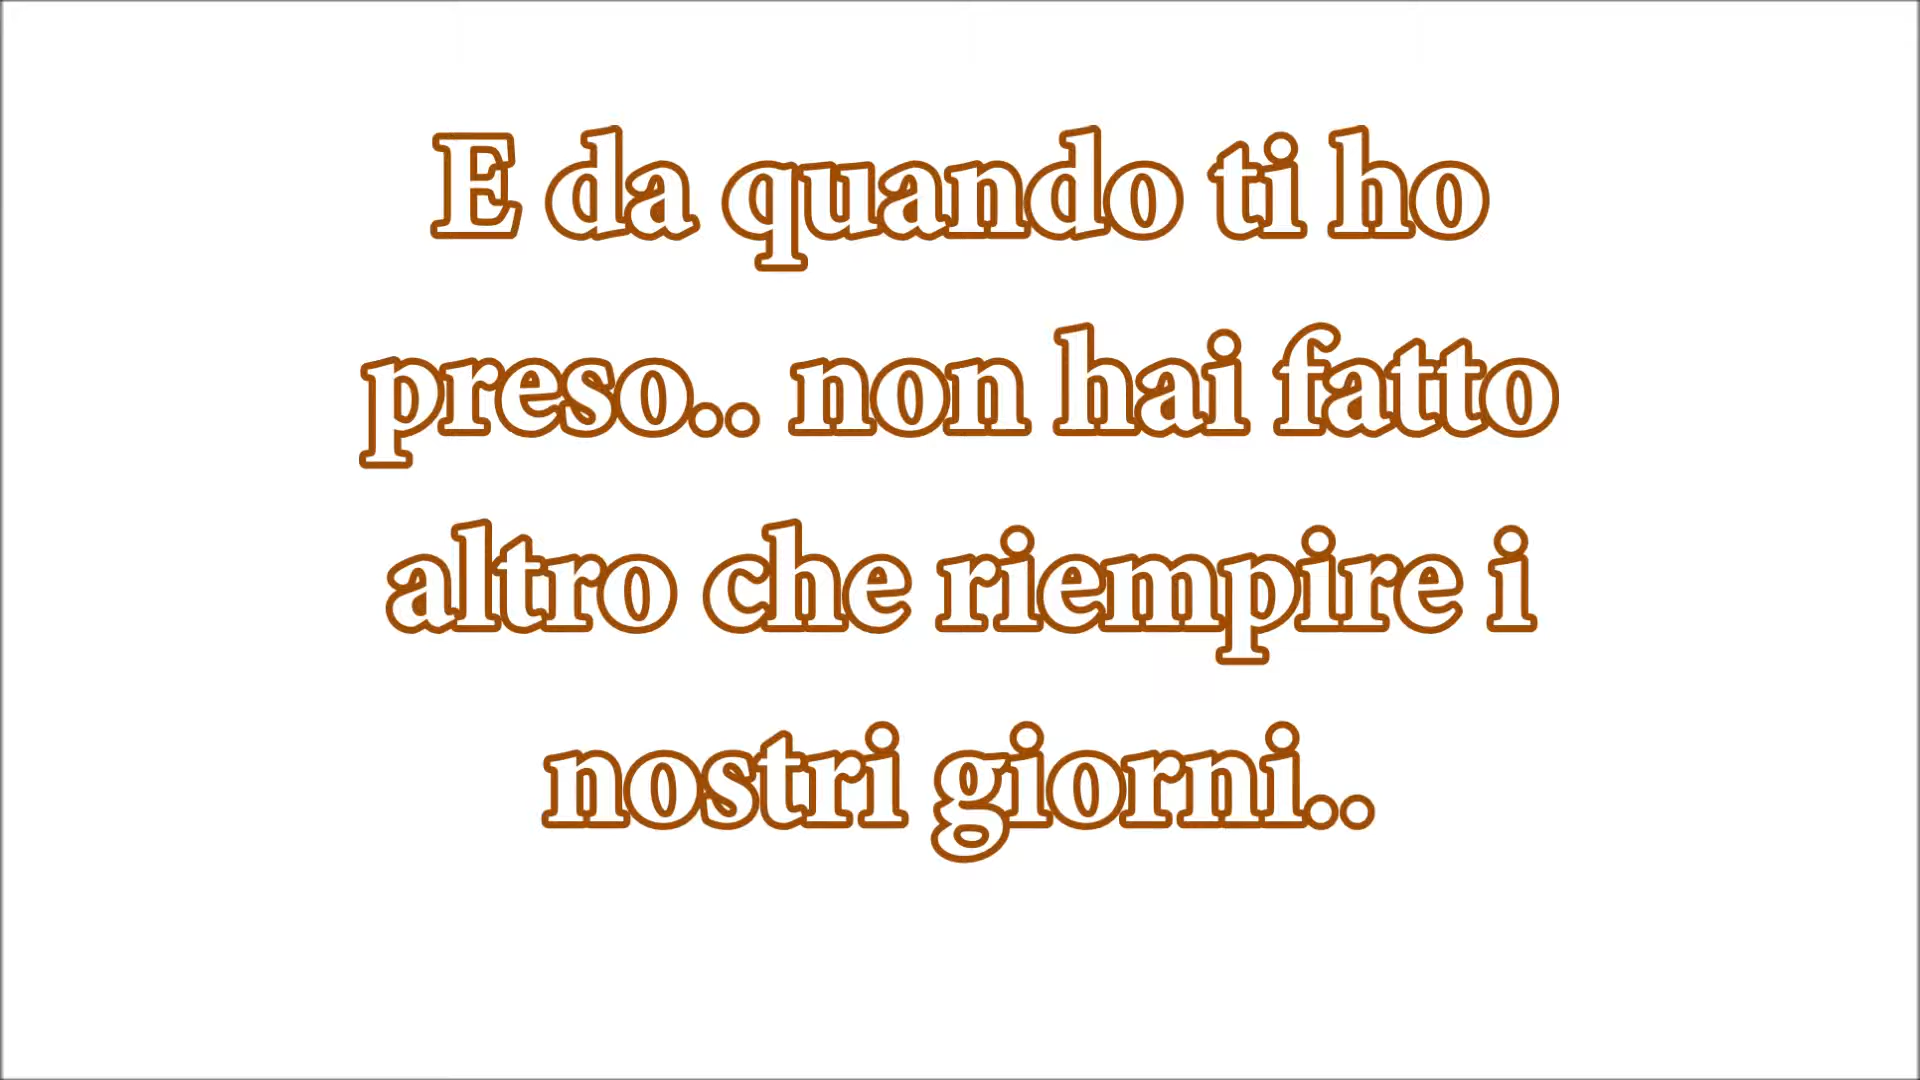 E da quando ti ho
preso.. non hai fatto
altro che riempire i
nostri giorni..